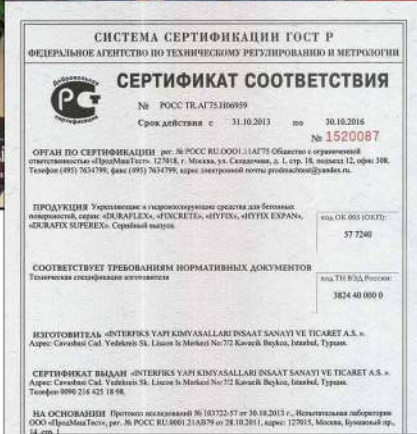 СИСТЕМА СЕРТИФИКАЦИИ ГОСТ Р
ФЕДЕРАЛЬНОЕ АГЕНТСТВО ПО ТЕХНИЧЕСКОМУ РЕГУЛИРОВАНИЮ И МЕТРОЛОГИИ
Добровольная
сертификация
СЕРТИФИКАТ СООТВЕТСТВИЯ
№ РОСС TR.АГ75.Н06959
Срок действия с 31.10.2013 по 30.10.2016
№ 1520087
ОРГАН ПО СЕРТИФИКАЦИИ рег. № РОСС RU.0001.11АГ75 Общество с ограниченной
ответственностью «ПродМашТест». 127018, г. Москва, ул. Складочная, д. 1, стр. 18, подъезд 12, офис 308.
Телефон (495) 7634799, факс (495) 7634799, адрес электронной почты prodmachtest@yandex.ru.
ПРОДУКЦИЯ Укрепляющие и гидроизолирующие средства для бетонных
поверхностей, серии: «DURAFLEX», «FIXCRETE», «HYFIX», «HYFIX EXPAN»,
«DURAFIX SUPEREX». Серийный выпуск.
код ОК 005 (ОКП):
57 7240
СООТВЕТСТВУЕТ ТРЕБОВАНИЯМ НОРМАТИВНЫХ ДОКУМЕНТОВ
Техническая спецификация изготовителя
код ТН ВЭД России:
3824 40 000 0
ИЗГОТОВИТЕЛЬ «INTERFIKS YAPI KIMYASALLARI INSAAT SANAYI VE TICARET A.S. ».
Адрес: Cavusbasi Cad. Yedekreis Sk. Liscon Is Merkezi No:7/2 Kavacik Beykoz, Istanbul, Турция.
СЕРТИФИКАТ ВЫДАН «INTERFIKS YAPI KIMYASALLARI INSAAT SANAYI VE TICARET A.S. ».
Адрес: Cavusbasi Cad. Yedekreis Sk. Liscon Is Merkezi No:7/2 Kavacik Beykoz, Istanbul, Турция.
Телефон 0090 216 425 18 98.
НА ОСНОВАНИИ Протокол исследований № 103722-57 от 30.10.2013 г., Испытательная лаборатория
ООО «ПродМашТест», рег. № РОСС RU.0001.21АВ79 от 28.10.2011, адрес: 127015, Москва, Бумажный пр.,
14, стр. 1